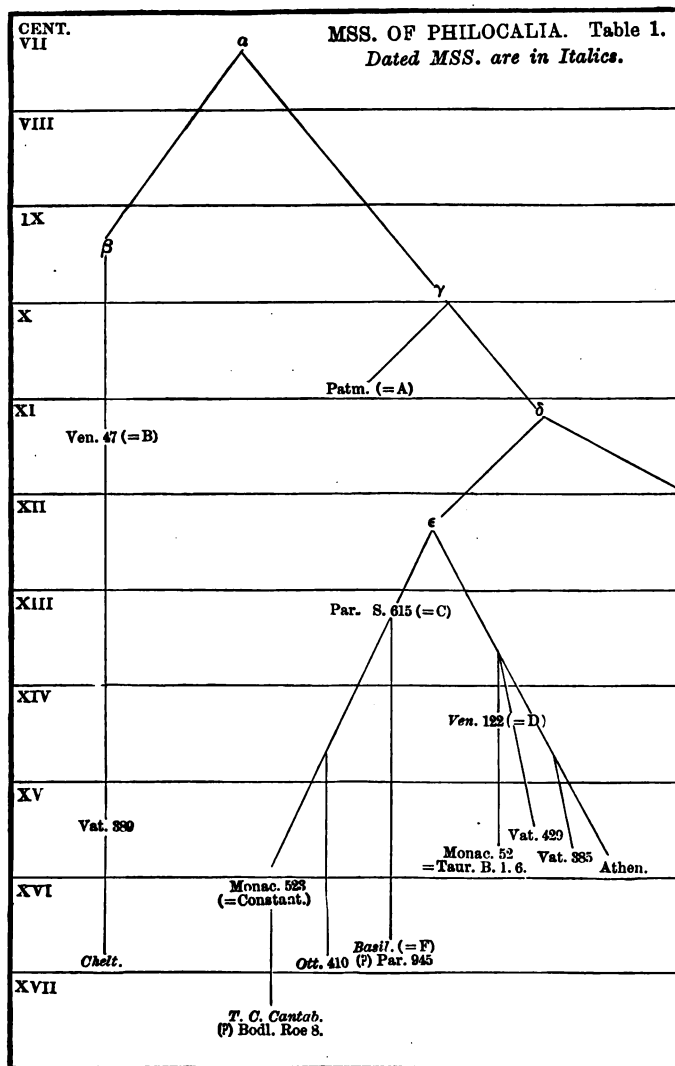 CENT.
VII
α
MSS. OF PHILOCALIA. Table 1.
Dated MSS. are in Italics.
VIII
IX
β
γ
X
Patm. (=A)
XI
δ
Ven. 47 (=B)
XII
ε
XIII
Par. S. 615 (=C)
XIV
Ven. 122 (=D)
XV
Vat. 389
Vat. 429
Monac. 52
=Taur. B. 1. 6.
Vat. 385
Athen.
XVI
Monac. 523
(=Constant.)
Chelt.
Ott. 410
Basil. (=F)
(?) Par. 945
XVII
T. C. Cantab.
(?) Bodl. Roe 8.